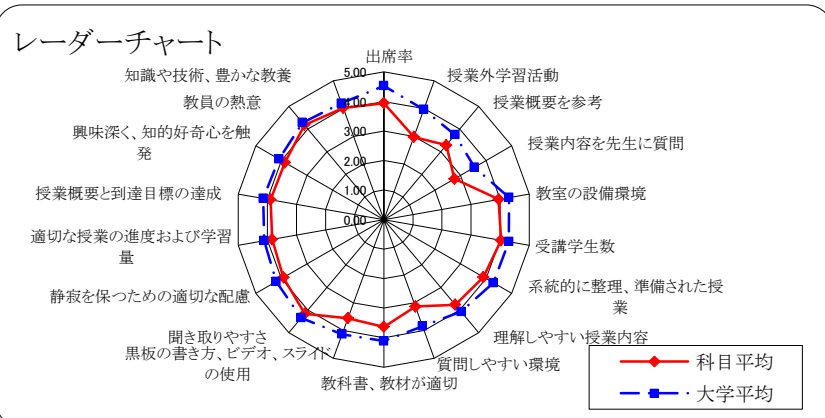 レーダーチャート
出席率
授業外学習活動
授業概要を参考
授業内容を先生に質問
教室の設備環境
受講学生数
系統的に整理、準備された授
業
理解しやすい授業内容
質問しやすい環境
教科書、教材が適切
黒板の書き方、ビデオ、スライド
の使用
聞き取りやすさ
静寂を保つための適切な配慮
適切な授業の進度および学習
量
授業概要と到達目標の達成
興味深く、知的好奇心を触
発
教員の熱意
知識や技術、豊かな教養
5.00
4.00
3.00
2.00
1.00
0.00
科目平均
大学平均